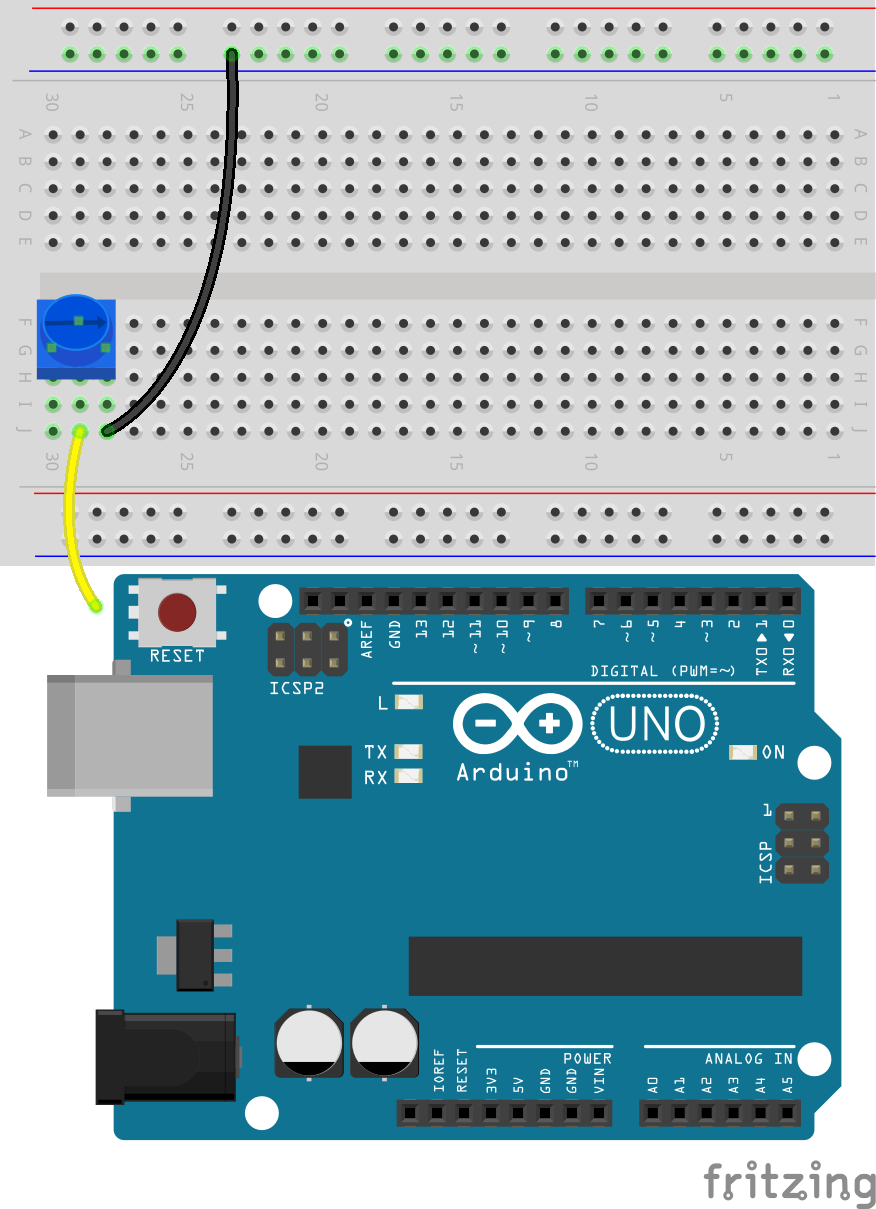 30 25 20 15 10 5 1
A A
B B
C C
D D
E E
F F
G G
H H
I I
J J
30 25 20 15 10 5 1
RESET
ICSP2
AREF
GND
13
12
~11
~10
~9
8
7
~6
~5
4
~3
2
TX0▶1
RX0◀0
DIGITAL (PWM=~)
L
TX
RX
Arduino™
UNO
ON
1
ICSP
IOREF
RESET
3V3
5V
GND
GND
VIN
POWER
A0
A1
A2
A3
A4
A5
ANALOG IN
fritzing